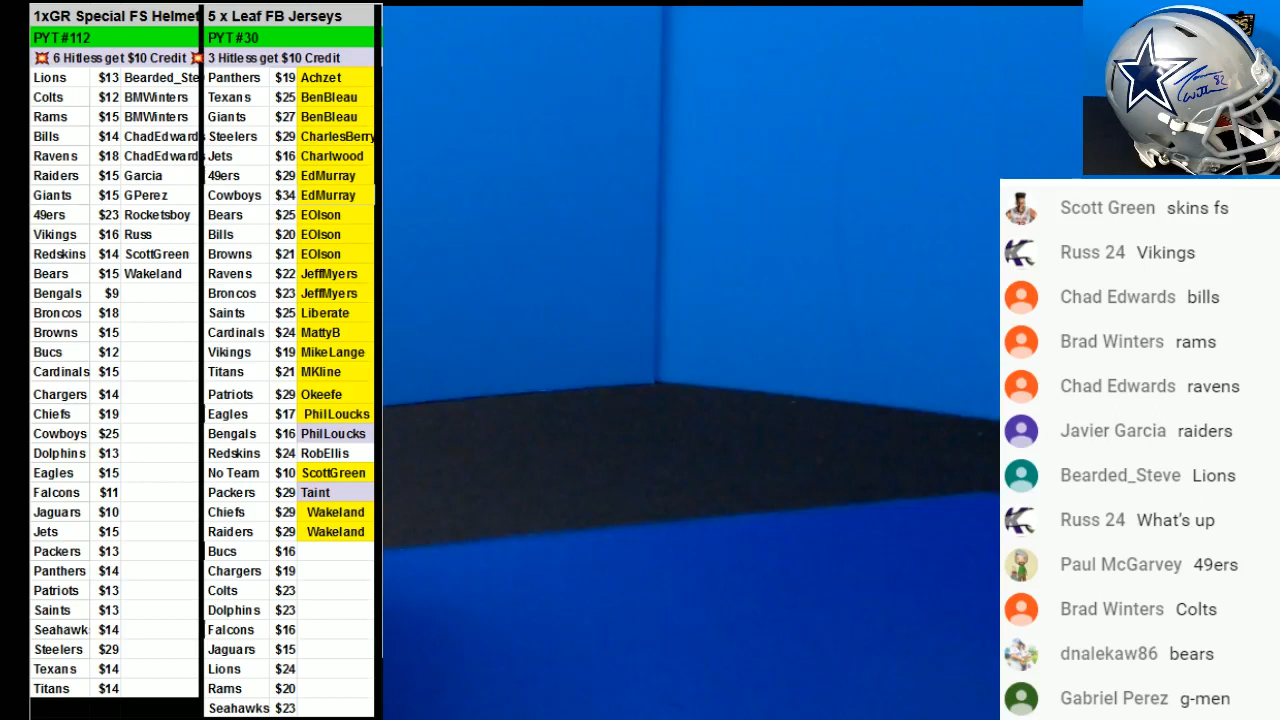 1xGR Special FS Helmet
PYT#112
💥 6 Hitless get $10 Credit 💥
Lions $13 Bearded_Ste
Colts $12 BMWinters
Rams $15 BMWinters
Bills $14 ChadEdwards
Ravens $18 ChadEdwards
Raiders $15 Garcia
Giants $15 GPerez
49ers $23 Rocketsboy
Vikings $16 Russ
Redskins $14 ScottGreen
Bears $15 Wakeland
Bengals $9
Broncos $18
Browns $15
Bucs $12
Cardinals $15
Chargers $14
Chiefs $19
Cowboys $25
Dolphins $13
Eagles $15
Falcons $11
Jaguars $10
Jets $15
Packers $13
Panthers $14
Patriots $13
Saints $13
Seahawk $14
Steelers $29
Texans $14
Titans $14
5 x Leaf FB Jerseys
PYT#30
3 Hitless get $10 Credit
Panthers $19 Achzet
Texans $25 BenBleau
Giants $27 BenBleau
Steelers $29 CharlesBerry
Jets $16 Charlwood
49ers $29 EdMurray
Cowboys $34 EdMurray
Bears $25 EOlson
Bills $20 EOlson
Browns $21 EOlson
Ravens $22 JeffMyers
Broncos $23 JeffMyers
Saints $25 Liberate
Cardinals $24 MattyB
Vikings $19 MikeLange
Titans $21 MKline
Patriots $29 Okeefe
Eagles $17 PhilLoucks
Bengals $16 PhilLoucks
Redskins $24 RobEllis
No Team $10 ScottGreen
Packers $29 Taint
Chiefs $29 Wakeland
Raiders $29 Wakeland
Bucs $16
Chargers $19
Colts $23
Dolphins $23
Falcons $16
Jaguars $15
Lions $24
Rams $20
Seahawks $23
82
Scott Green skins fs
Russ 24 Vikings
Chad Edwards bills
Brad Winters rams
Chad Edwards ravens
Javier Garcia raiders
Bearded_Steve Lions
Russ 24 What's up
Paul McGarvey 49ers
Brad Winters Colts
dnalekaw86 bears
Gabriel Perez g-men